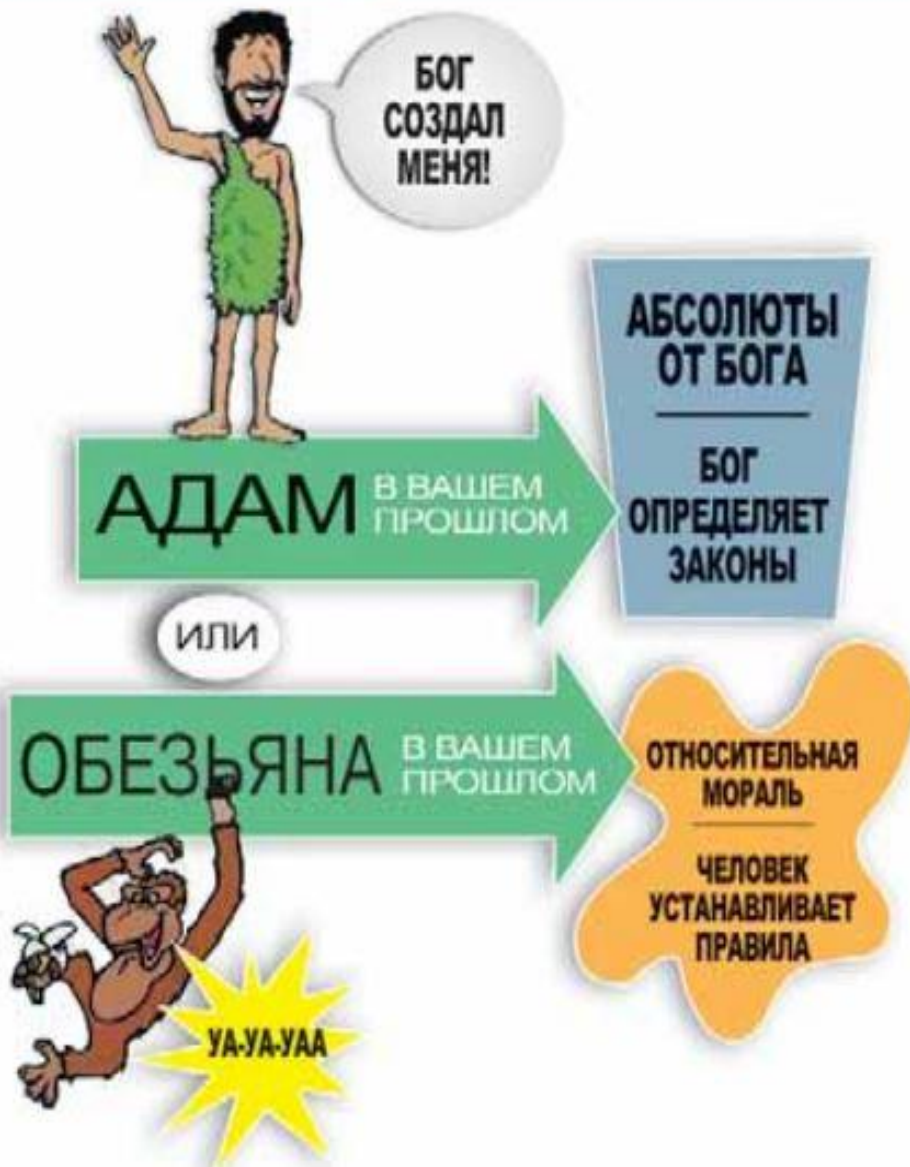 БОГ
СОЗДАЛ
МЕНЯ!
АБСОЛЮТЫ
ОТ БОГА
БОГ
ОПРЕДЕЛЯЕТ
ЗАКОНЫ
АДАМ
В ВАШЕМ
ПРОШЛОМ
ИЛИ
ОБЕЗЬЯНА
В ВАШЕМ
ПРОШЛОМ
ОТНОСИТЕЛЬНАЯ
МОРАЛЬ
ЧЕЛОВЕК
УСТАНАВЛИВАЕТ
ПРАВИЛА
УА-УА-УАА